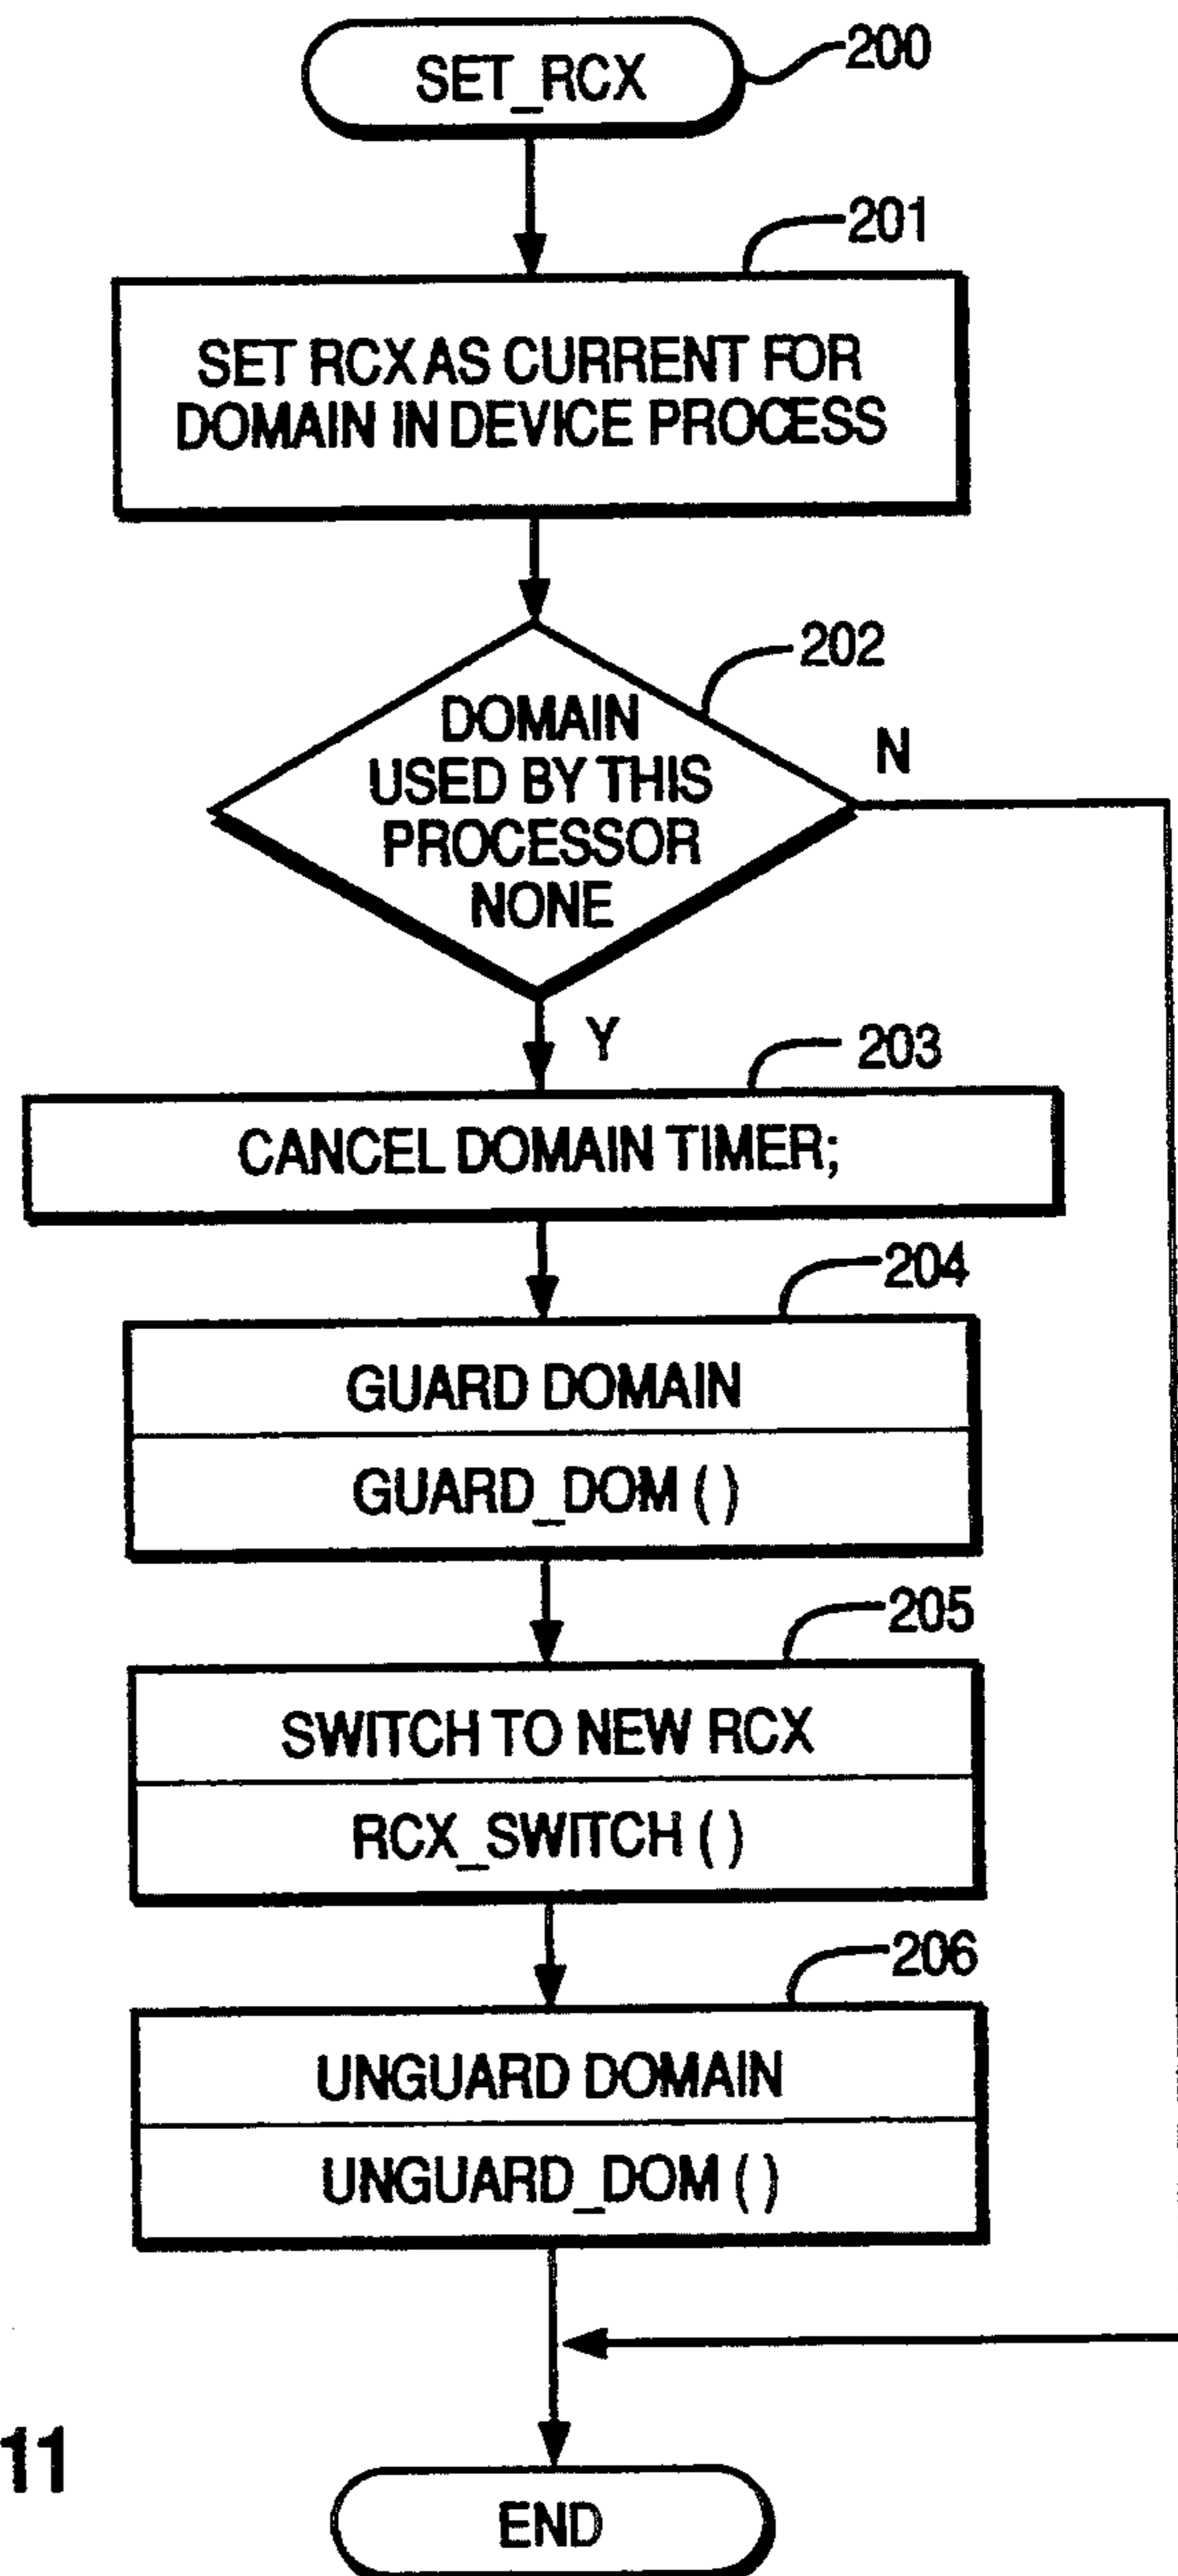 SET_RCX
200
201
SET RCX AS CURRENT FOR
DOMAIN IN DEVICE PROCESS
202
DOMAIN
USED BY THIS
PROCESSOR
NONE
N
Y
203
CANCEL DOMAIN TIMER;
204
GUARD DOMAIN
GUARD_DOM ( )
205
SWITCH TO NEW RCX
RCX_SWITCH ( )
206
UNGUARD DOMAIN
UNGUARD_DOM ( )
11
END